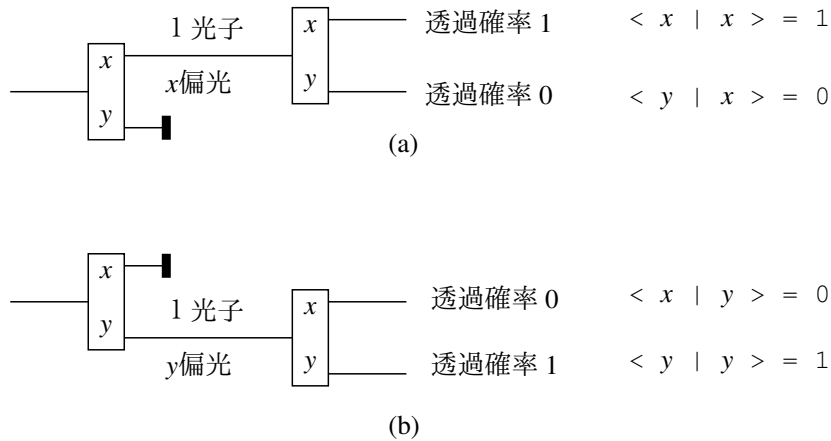 1 光子
x
透過確率 1
< x | x > = 1
x
x偏光
y
透過確率 0
< y | x > = 0
y
(a)
x
1 光子
x
透過確率 0
< x | y > = 0
y
y偏光
y
透過確率 1
< y | y > = 1
(b)